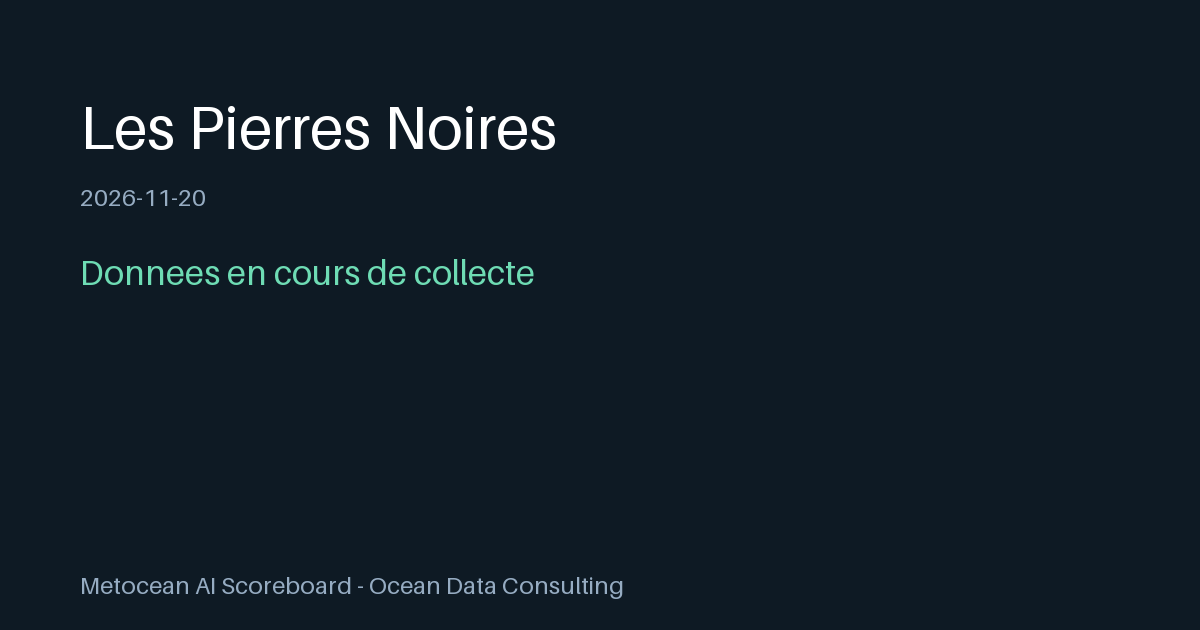 Les Pierres Noires
2026-11-20
Donnees en cours de collecte
Metocean AI Scoreboard - Ocean Data Consulting